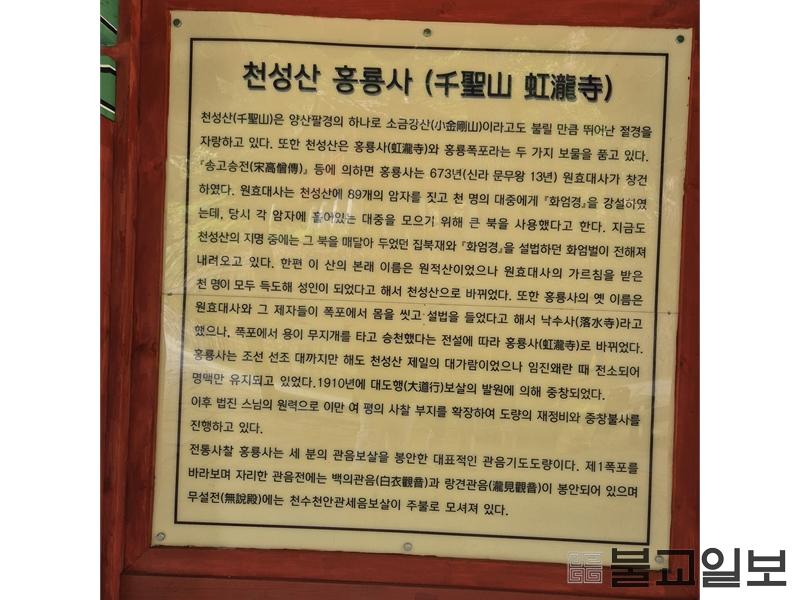 천성산 홍룡사 (千聖山 虹瀧寺)
천성산(千聖山)은 양산팔경의 하나로 소금강산(小金剛山)이라고도 불릴 만큼 뛰어난 절경을
자랑하고 있다. 또한 천성산은 홍룡사(虹瀧寺)와 홍룡폭포라는 두 가지 보물을 품고 있다.
『송고승전(宋高僧傳)』 등에 의하면 홍룡사는 673년(신라 문무왕 13년) 원효대사가 창건
하였다. 원효대사는 천성산에 89개의 암자를 짓고 천 명의 대중에게 『화엄경』을 강설하였
는데, 당시 각 암자에 흩어있는 대중을 모으기 위해 큰 북을 사용했다고 한다. 지금도
천성산의 지명 중에는 그 북을 매달아 두었던 집북재와 『화엄경』을 설법하던 화엄벌이 전해져
내려오고 있다. 한편 이 산의 본래 이름은 원적산이었으나 원효대사의 가르침을 받은
천 명이 모두 득도해 성인이 되었다고 해서 천성산으로 바뀌었다. 또한 홍룡사의 옛 이름은
원효대사와 그 제자들이 폭포에서 몸을 씻고 설법을 들었다고 해서 낙수사(落水寺)라고
했으나, 폭포에서 용이 무지개를 타고 승천했다는 전설에 따라 홍룡사(虹瀧寺)로 바뀌었다.
홍룡사는 조선 선조 대까지만 해도 천성산 제일의 대가람이었으나 임진왜란 때 전소되어
명맥만 유지되고 있었다.1910년에 대도행(大道行)보살의 발원에 의해 중창되었다.
이후 법진 스님의 원력으로 이만 여 평의 사찰 부지를 확장하여 도량의 재정비와 중창불사를
진행하고 있다.
전통사찰 홍룡사는 세 분의 관음보살을 봉안한 대표적인 관음기도도량이다. 제1폭포를
바라보며 자리한 관음전에는 백의관음(白衣觀音)과 랑견관음(瀧見觀音)이 봉안되어 있으며
무설전(無說殿)에는 천수천안관세음보살이 주불로 모셔져 있다.
불교일보